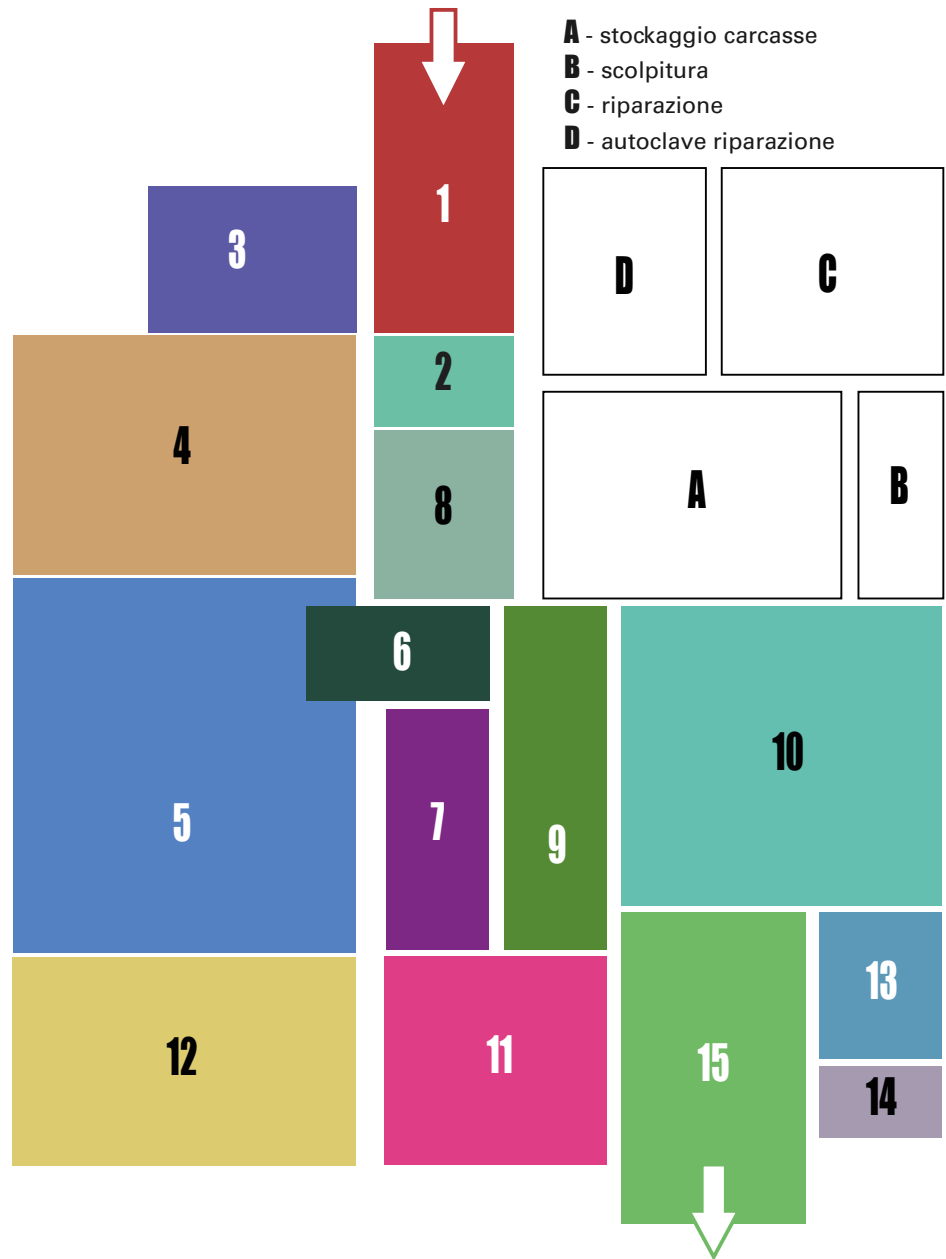 A - stockaggio carcasse
B - scolpitura
C - riparazione
D - autoclave riparazione
1
3
D
C
2
4
A
B
8
6
10
7
5
9
13
12
11
15
14